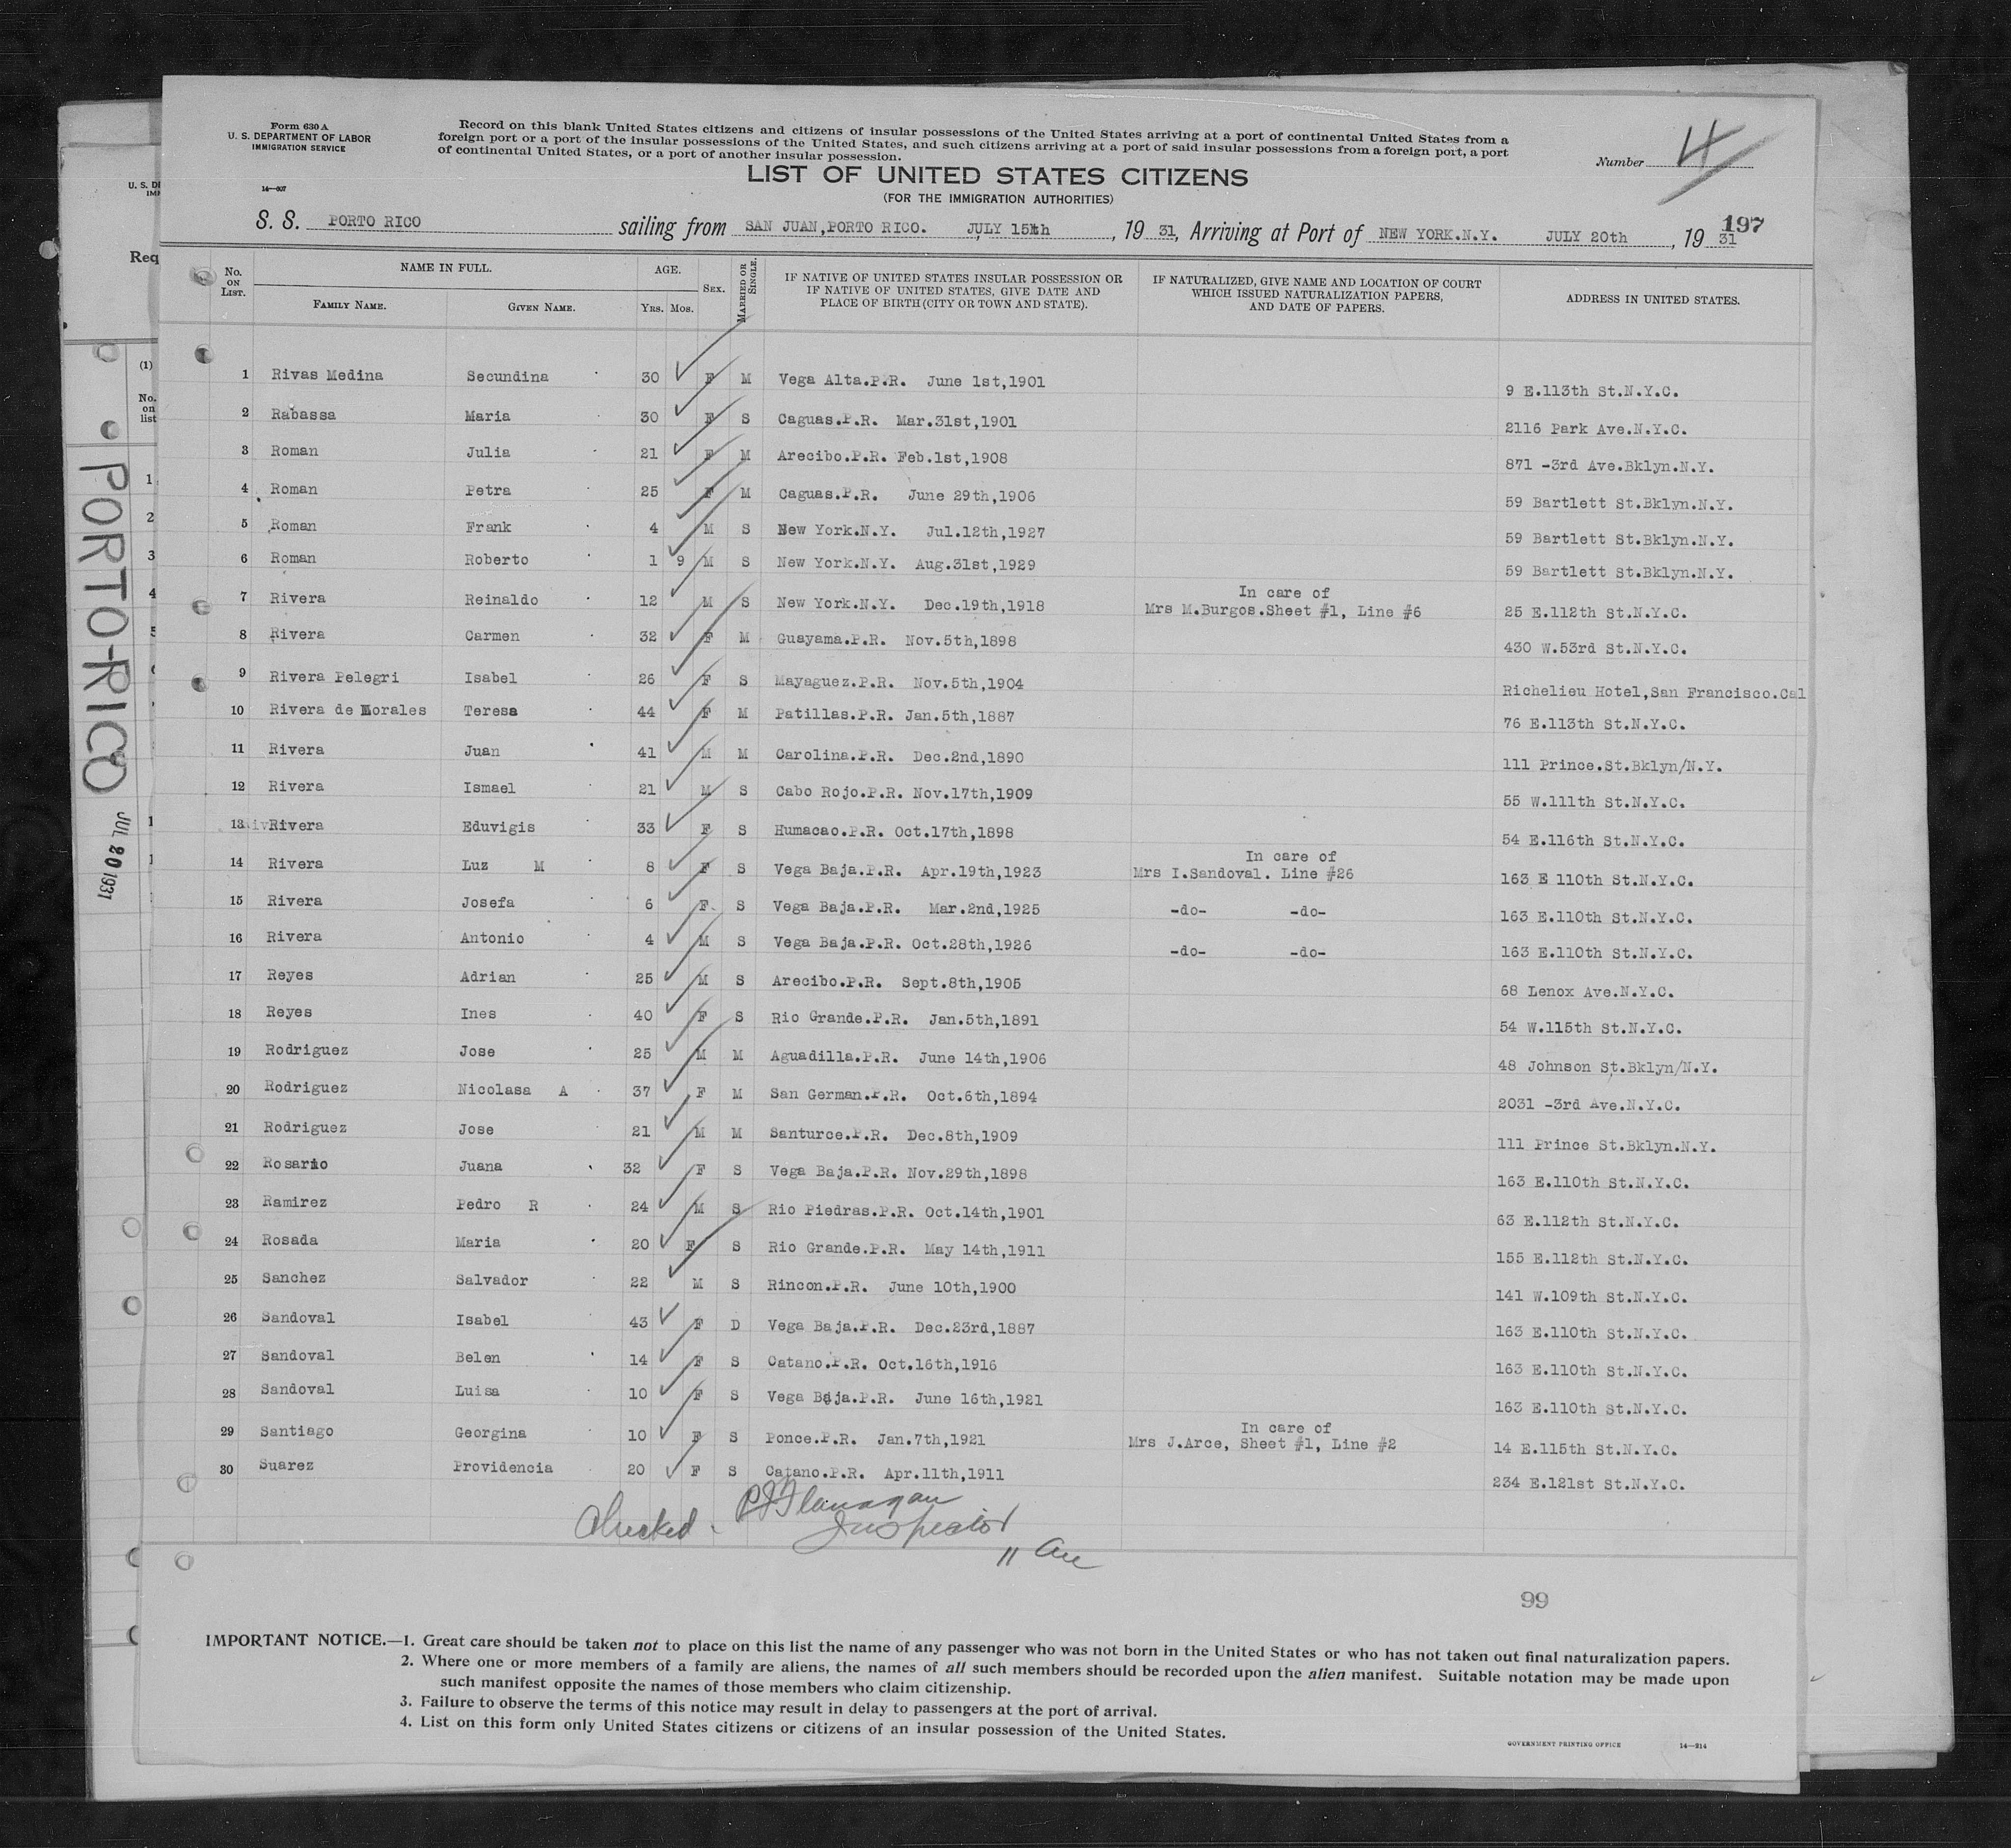 Form 630 A
U. S. DEPARTMENT OF LABOR
IMMIGRATION SERVICE
14—007
Record on this blank United States citizens and citizens of insular possessions of the United States arriving at a port of continental United States from a
foreign port or a port of the insular possessions of the United States, and such citizens arriving at a port of said insular possessions from a foreign port, a port
of continental United States, or a port of another insular possession.
Number 4
LIST OF UNITED STATES CITIZENS
(FOR THE IMMIGRATION AUTHORITIES)
197
S. S. PORTO RICO sailing from SAN JUAN,PORTO RICO. JULY 15th, 19 31, Arriving at Port of NEW YORK.N.Y. JULY 20th, 19 31
No. ON LIST. NAME IN FULL. FAMILY NAME. GIVEN NAME. AGE. YRS. MOS. SEX. MARRIED OR SINGLE. IF NATIVE OF UNITED STATES INSULAR POSSESSION OR IF NATIVE OF UNITED STATES, GIVE DATE AND PLACE OF BIRTH (CITY OR TOWN AND STATE). IF NATURALIZED, GIVE NAME AND LOCATION OF COURT WHICH ISSUED NATURALIZATION PAPERS, AND DATE OF PAPERS. ADDRESS IN UNITED STATES.
1 Rivas Medina Secundina 30 F M Vega Alta.P.R. June 1st,1901 9 E.113th St.N.Y.C.
2 Rabassa Maria 30 F S Caguas.P.R. Mar.31st,1901 2116 Park Ave.N.Y.C.
3 Roman Julia 21 F M Arecibo.P.R. Feb.1st,1908 871 -3rd Ave.Bklyn.N.Y.
4 Roman Petra 25 F M Caguas.P.R. June 29th,1906 59 Bartlett St.Bklyn.N.Y.
5 Roman Frank 4 M S New York.N.Y. Jul.12th,1927 59 Bartlett St.Bklyn.N.Y.
6 Roman Roberto 1 9 M S New York.N.Y. Aug.31st,1929 59 Bartlett St.Bklyn.N.Y.
7 Rivera Reinaldo 12 M S New York.N.Y. Dec.19th,1918 In care of Mrs M.Burgos.Sheet #1, Line #6 25 E.112th St.N.Y.C.
8 Rivera Carmen 32 F M Guayama.P.R. Nov.5th,1898 430 W.53rd St.N.Y.C.
9 Rivera Pelegri Isabel 26 F S Mayaguez.P.R. Nov.5th,1904 Richelieu Hotel,San Francisco.Cal
10 Rivera de Morales Teresa 44 F M Patillas.P.R. Jan.5th,1887 76 E.113th St.N.Y.C.
11 Rivera Juan 41 M M Carolina.P.R. Dec.2nd,1890 111 Prince.St.Bklyn/N.Y.
12 Rivera Ismael 21 M S Cabo Rojo.P.R. Nov.17th,1909 55 W.111th St.N.Y.C.
13 Rivera Eduvigis 33 F S Humacao.P.R. Oct.17th,1898 54 E.116th St.N.Y.C.
14 Rivera Luz M 8 F S Vega Baja.P.R. Apr.19th,1923 In care of Mrs I.Sandoval. Line #26 163 E 110th St.N.Y.C.
15 Rivera Josefa 6 F S Vega Baja.P.R. Mar.2nd,1925 -do- -do- 163 E.110th St.N.Y.C.
16 Rivera Antonio 4 M S Vega Baja.P.R. Oct.28th,1926 -do- -do- 163 E.110th St.N.Y.C.
17 Reyes Adrian 25 M S Arecibo.P.R. Sept.8th,1905 68 Lenox Ave.N.Y.C.
18 Reyes Ines 40 F S Rio Grande.P.R. Jan.5th,1891 54 W.115th St.N.Y.C.
19 Rodriguez Jose 25 M M Aguadilla.P.R. June 14th,1906 48 Johnson St.Bklyn/N.Y.
20 Rodriguez Nicolasa A 37 F M San German.P.R. Oct.6th,1894 2031 -3rd Ave.N.Y.C.
21 Rodriguez Jose 21 M M Santurce.P.R. Dec.8th,1909 111 Prince St.Bklyn.N.Y.
22 Rosario Juana 32 F S Vega Baja.P.R. Nov.29th,1898 163 E.110th St.N.Y.C.
23 Ramirez Pedro R 24 M S Rio Piedras.P.R. Oct.14th,1901 63 E.112th St.N.Y.C.
24 Rosada Maria 20 F S Rio Grande.P.R. May 14th,1911 155 E.112th St.N.Y.C.
25 Sanchez Salvador 22 M S Rincon.P.R. June 10th,1900 141 W.109th St.N.Y.C.
26 Sandoval Isabel 43 F D Vega Baja.P.R. Dec.23rd,1887 163 E.110th St.N.Y.C.
27 Sandoval Belen 14 F S Catano.P.R. Oct.16th,1916 163 E.110th St.N.Y.C.
28 Sandoval Luisa 10 F S Vega Baja.P.R. June 16th,1921 163 E.110th St.N.Y.C.
29 Santiago Georgina 10 F S Ponce.P.R. Jan.7th,1921 In care of Mrs J.Arce, Sheet #1, Line #2 14 E.115th St.N.Y.C.
30 Suarez Providencia 20 F S Catano.P.R. Apr.11th,1911 234 E.121st St.N.Y.C.
Checked. PJFlanagan
Inspector
99
IMPORTANT NOTICE.—1. Great care should be taken not to place on this list the name of any passenger who was not born in the United States or who has not taken out final naturalization papers.
2. Where one or more members of a family are aliens, the names of all such members should be recorded upon the alien manifest. Suitable notation may be made upon
such manifest opposite the names of those members who claim citizenship.
3. Failure to observe the terms of this notice may result in delay to passengers at the port of arrival.
4. List on this form only United States citizens or citizens of an insular possession of the United States.
GOVERNMENT PRINTING OFFICE 14—214
U. S. D
IM
Req
(1)
No. on list
1
2
3
4
5
PORTO-RICO
JUL 20 1931